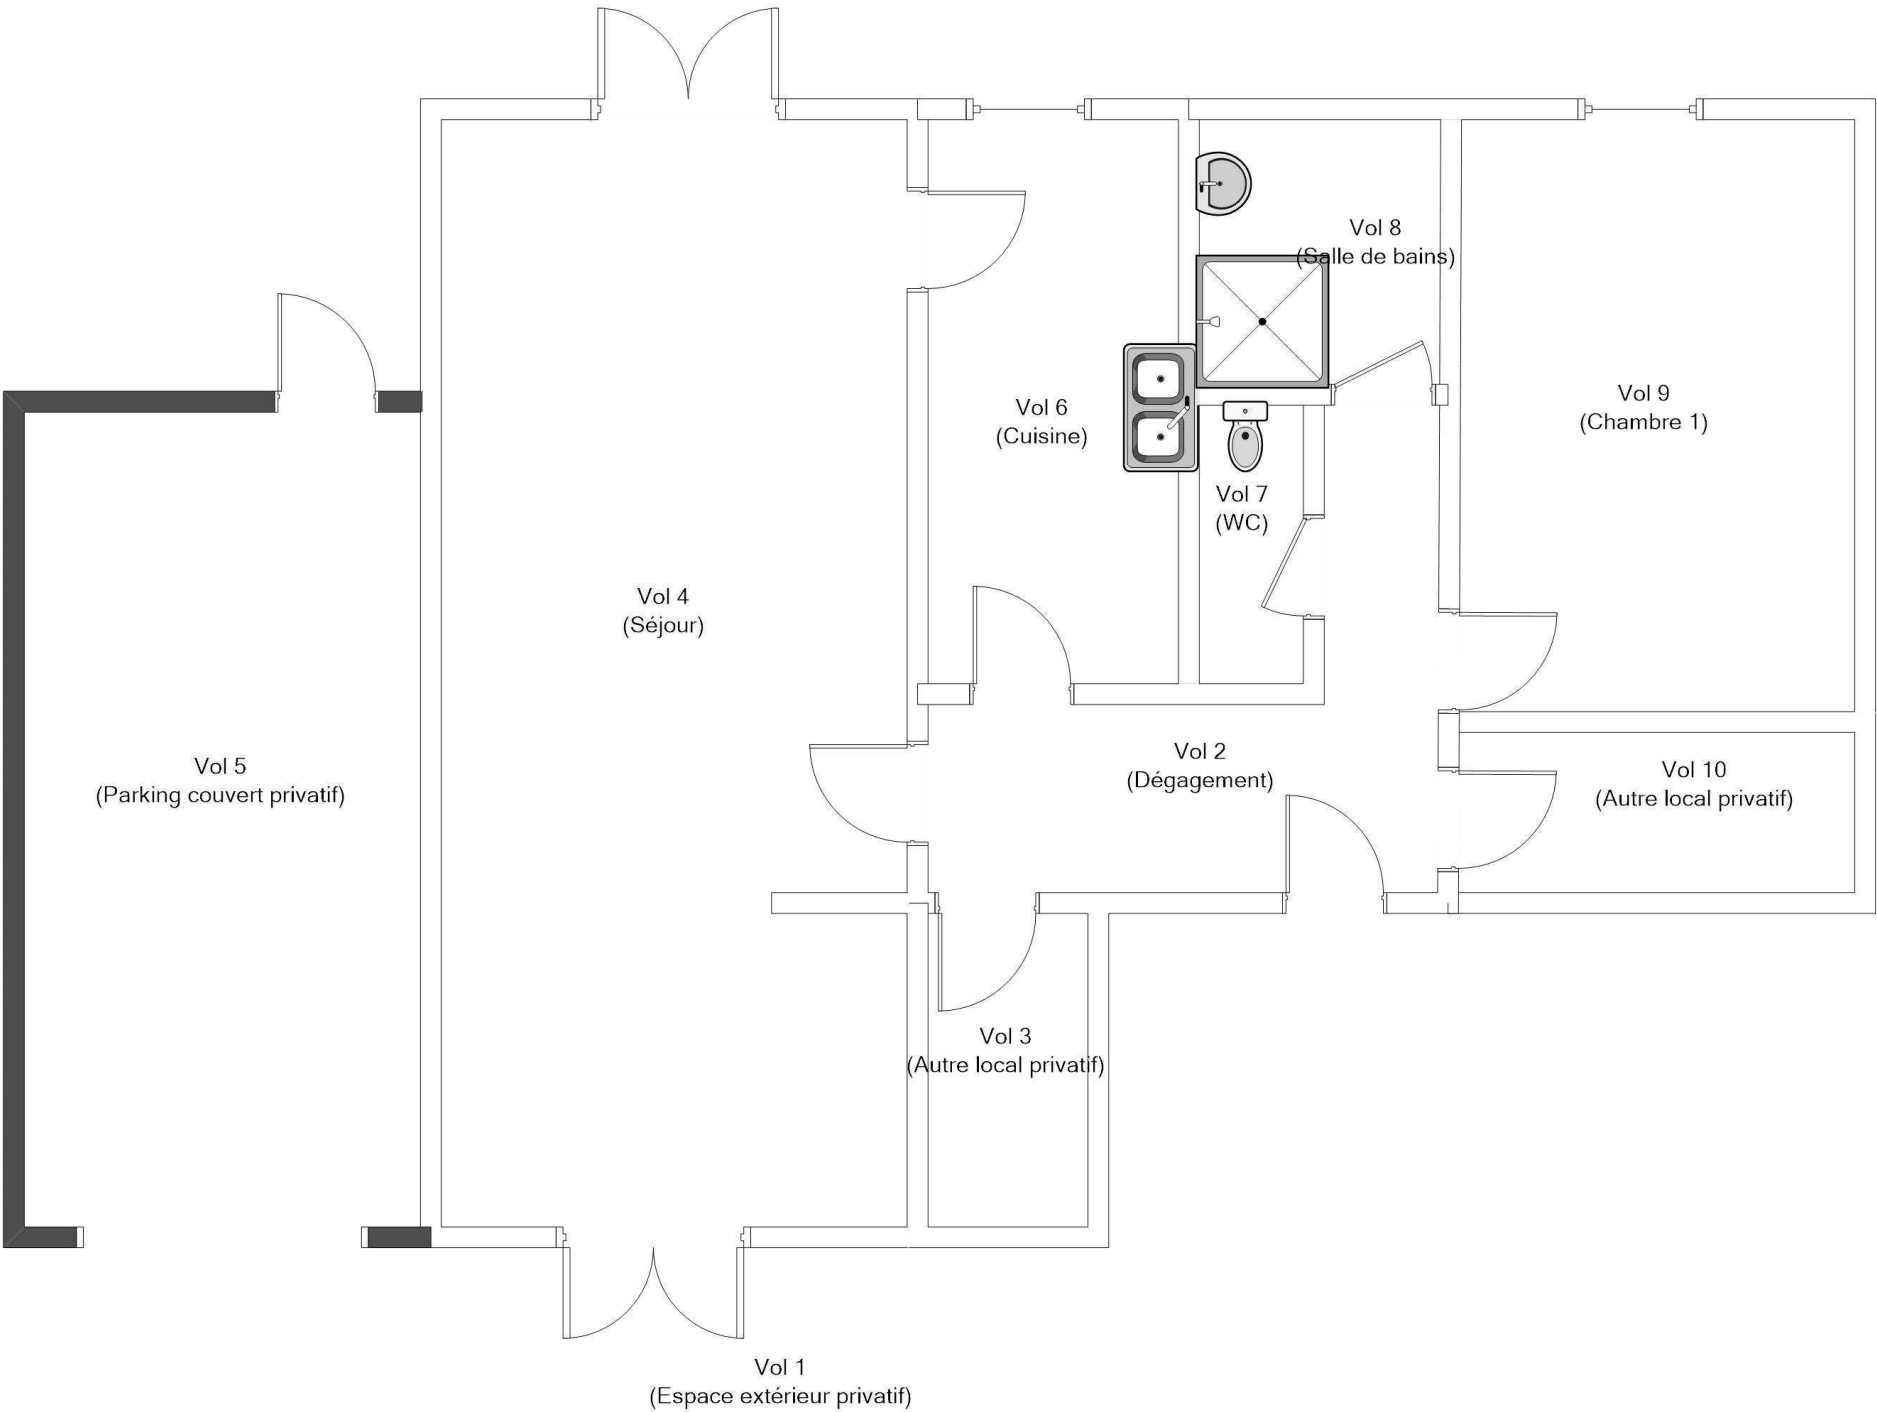 Vol 8
(Salle de bains)
Vol 9
(Chambre 1)
Vol 6
(Cuisine)
Vol 7
(WC)
Vol 4
(Séjour)
Vol 2
(Dégagement)
Vol 5
(Parking couvert privatif)
Vol 10
(Autre local privatif)
Vol 3
(Autre local privatif)
Vol 1
(Espace extérieur privatif)